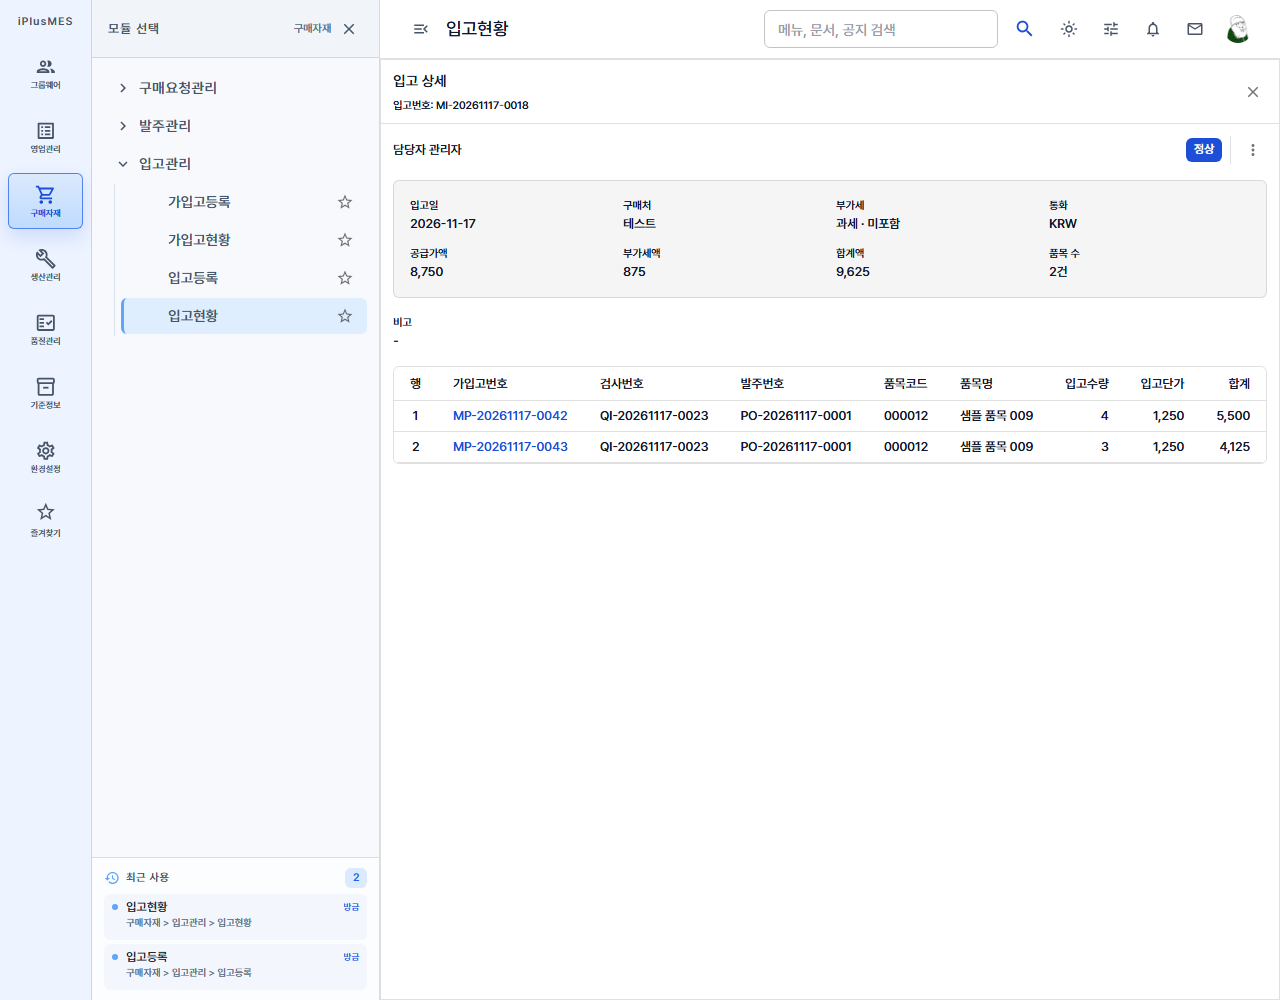 iPlusMES
그룹웨어
영업관리
구매자재
생산관리
품질관리
기준정보
환경설정
즐겨찾기
모듈 선택
구매자재
구매요청관리
발주관리
입고관리
가입고등록
가입고현황
입고등록
입고현황
최근 사용
2
입고현황
방금
구매자재 > 입고관리 > 입고현황
입고등록
방금
구매자재 > 입고관리 > 입고등록
입고현황
메뉴, 문서, 공지 검색
입고 상세
입고번호: MI-20261117-0018
담당자 관리자
정상
입고일 구매처 부가세 통화
2026-11-17 테스트 과세 · 미포함 KRW
공급가액 부가세액 합계액 품목 수
8,750 875 9,625 2건
비고
-
행 가입고번호 검사번호 발주번호 품목코드 품목명 입고수량 입고단가 합계
1 MP-20261117-0042 QI-20261117-0023 PO-20261117-0001 000012 샘플 품목 009 4 1,250 5,500
2 MP-20261117-0043 QI-20261117-0023 PO-20261117-0001 000012 샘플 품목 009 3 1,250 4,125